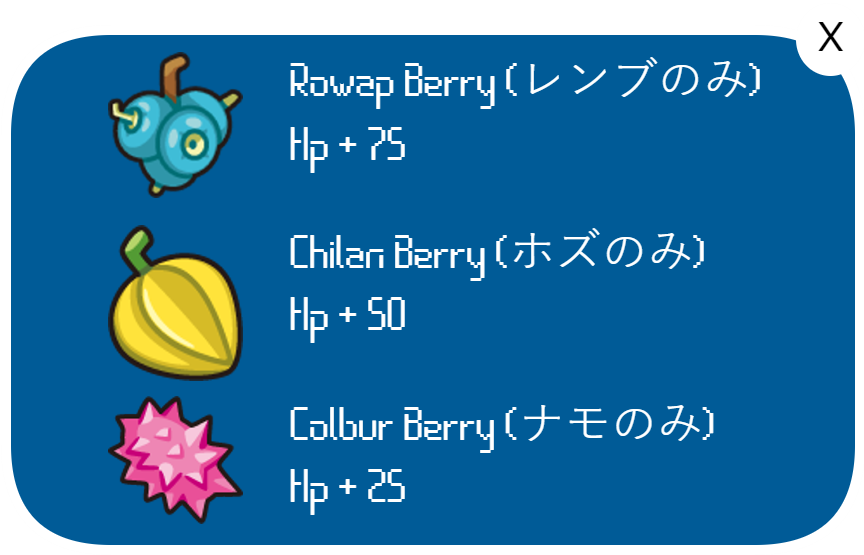 X
Rowap Berry (レンブのみ)
Hp + 75
Chilan Berry (ホズのみ)
Hp + 50
Colbur Berry (ナモのみ)
Hp + 25